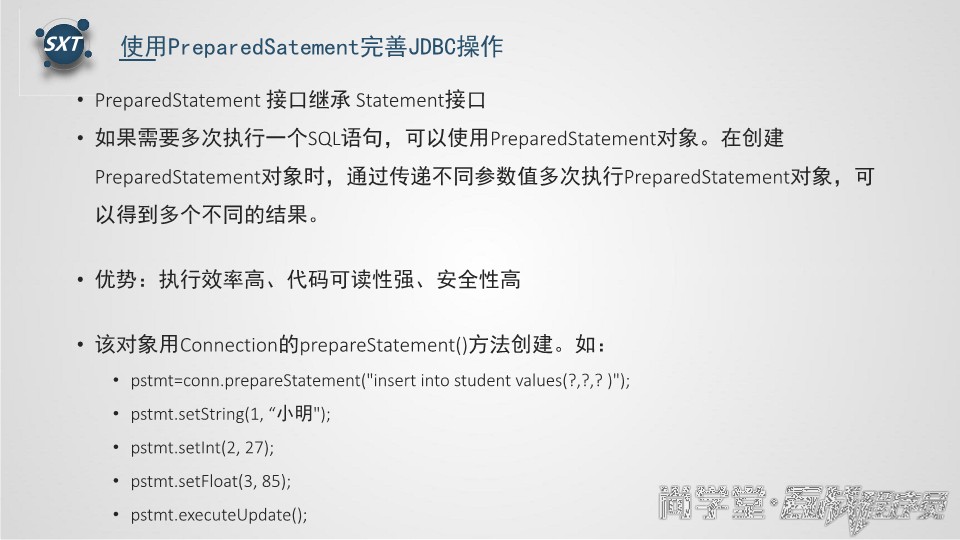 SXT
使用PreparedSatement完善JDBC操作
• PreparedStatement 接口继承 Statement接口
• 如果需要多次执行一个SQL语句，可以使用PreparedStatement对象。在创建
PreparedStatement对象时，通过传递不同参数值多次执行PreparedStatement对象，可
以得到多个不同的结果。
• 优势：执行效率高、代码可读性强、安全性高
• 该对象用Connection的prepareStatement()方法创建。如：
• pstmt=conn.prepareStatement("insert into student values(?,?,? )");
• pstmt.setString(1, “小明");
• pstmt.setInt(2, 27);
• pstmt.setFloat(3, 85);
• pstmt.executeUpdate();
尚学堂·